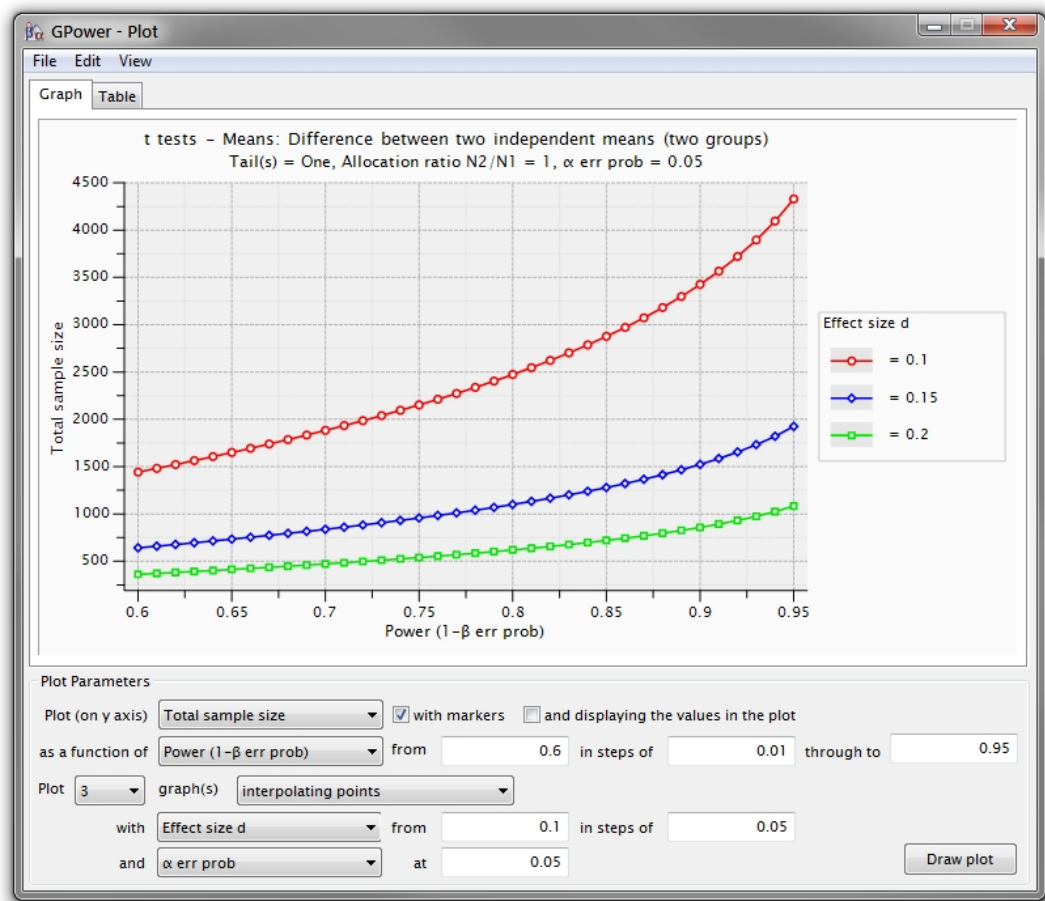 GPower - Plot
File Edit View
Graph Table
t tests – Means: Difference between two independent means (two groups)
Tail(s) = One, Allocation ratio N2/N1 = 1, α err prob = 0.05
Total sample size
4500
4000
3500
3000
2500
2000
1500
1000
500
0.6 0.65 0.7 0.75 0.8 0.85 0.9 0.95
Power (1-β err prob)
Effect size d
= 0.1
= 0.15
= 0.2
Plot Parameters
Plot (on y axis) Total sample size with markers and displaying the values in the plot
as a function of Power (1-β err prob) from 0.6 in steps of 0.01 through to 0.95
Plot 3 graph(s) interpolating points
with Effect size d from 0.1 in steps of 0.05
and α err prob at 0.05
Draw plot